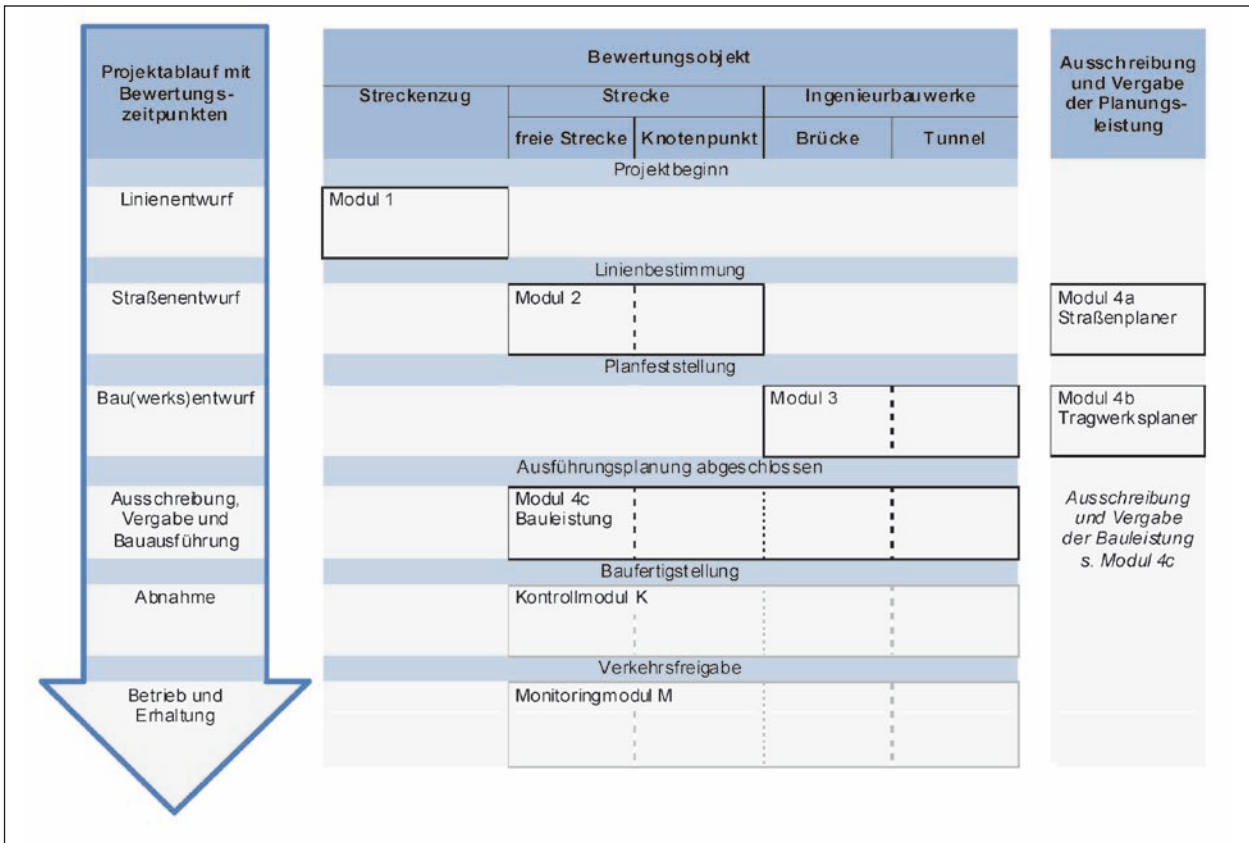 Projektablauf mit
Bewertungs-
zeitpunkten
Bewertungsobjekt
Ausschreibung
und Vergabe
der Planungs-
leistung
Streckenzug
Strecke
Ingenieurbauwerke
freie Strecke
Knotenpunkt
Brücke
Tunnel
Projektbeginn
Linienentwurf
Modul 1
Linienbestimmung
Straßenentwurf
Modul 2
Modul 4a
Straßenplaner
Planfeststellung
Bau(werks)entwurf
Modul 3
Modul 4b
Tragwerksplaner
Ausführungsplanung abgeschlossen
Ausschreibung,
Vergabe und
Bauausführung
Modul 4c
Bauleistung
Ausschreibung
und Vergabe
der Bauleistung
s. Modul 4c
Baufertigstellung
Abnahme
Kontrollmodul K
Verkehrsfreigabe
Betrieb und
Erhaltung
Monitoringmodul M